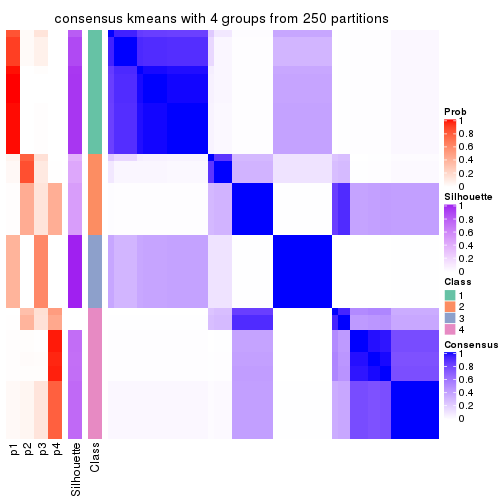 consensus kmeans with 4 groups from 250 partitions
Prob
1
0.8
0.6
0.4
0.2
0
Silhouette
1
0.8
0.6
0.4
0.2
0
Class
1
2
3
4
Consensus
1
0.8
0.6
0.4
0.2
0
p1
p2
p3
p4
Silhouette
Class